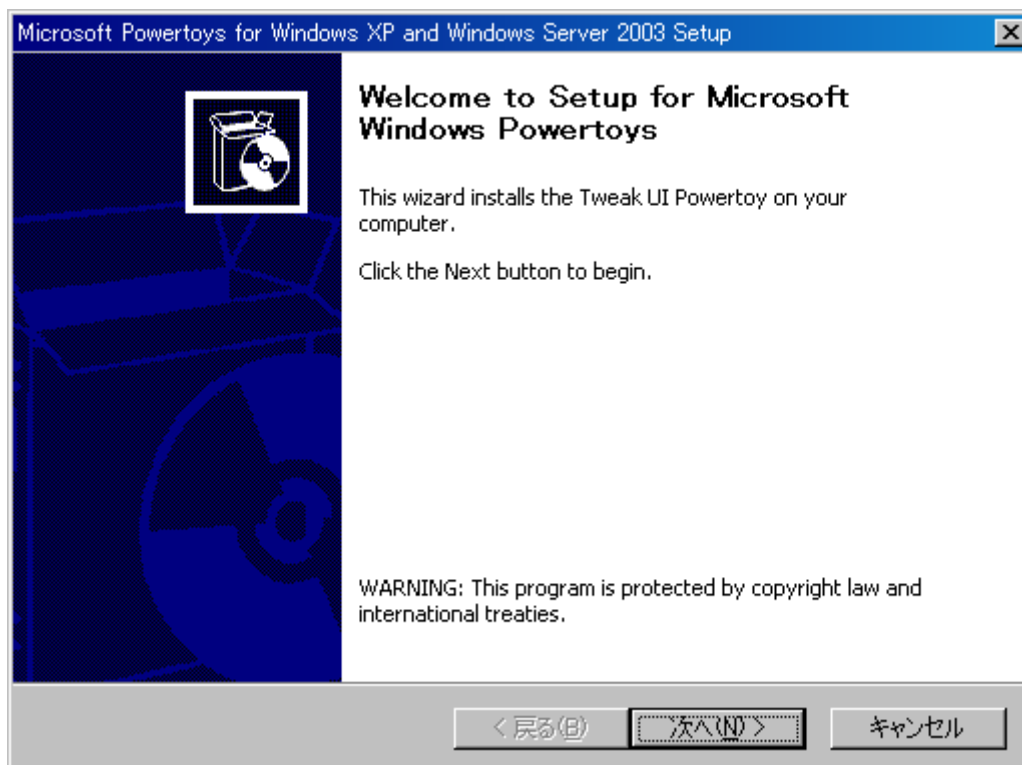 Microsoft Powertoys for Windows XP and Windows Server 2003 Setup
Welcome to Setup for Microsoft
Windows Powertoys
This wizard installs the Tweak UI Powertoy on your
computer.
Click the Next button to begin.
WARNING: This program is protected by copyright law and
international treaties.
< 戻る(B)
次へ(N) >
キャンセル